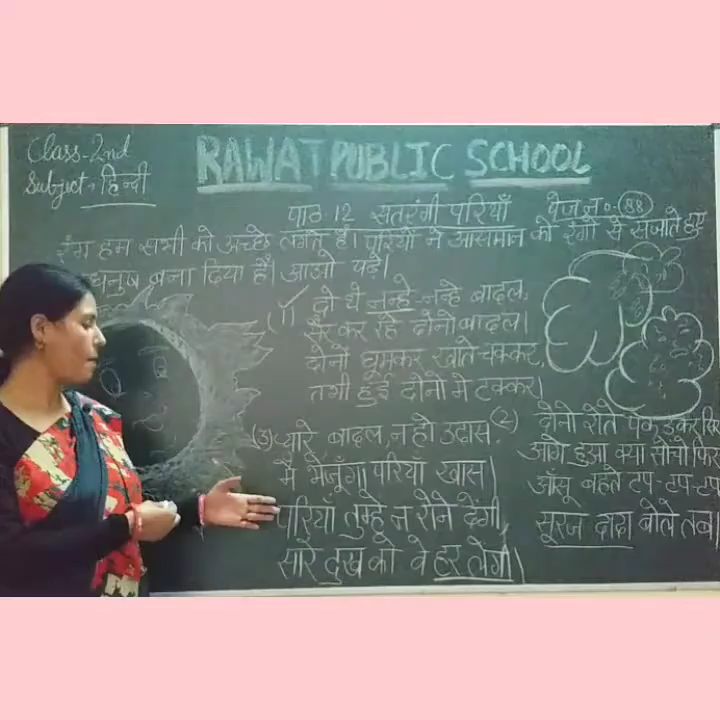 Class-2nd
Subject-हिन्दी
RAWAT PUBLIC SCHOOL
पाठ-12 सतरंगी परियाँ पेज न०-88
रंग हम सभी को अच्छे लगते है। परियों ने आसमान को रंगों से सजाते हुए
धनुष बना दिया है। आओ पढ़े।
(1) दो थे नन्हे-नन्हे बादल,
सैर कर रहे दोनो बादल।
दोनों घूमकर खाते चक्कर,
तभी हुई दोनो मे टक्कर।
(2) दोनो रोते पकड़कर सिर
आगे हुआ क्या सोचो फिर
आँसू बहते टप-टप-टप
सूरज दादा बोले तब।
(3) प्यारे बादल, न हो उदास,
मैं भेजूँगा परियाँ खास।
परियाँ तुम्हे न रोने देंगी,
सारे दुख को वे हर लेगी।